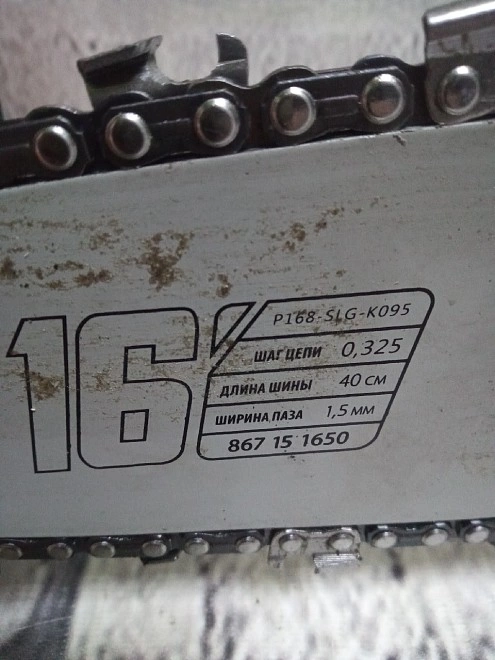 16"
P168-SLG-K095
ШАГ ЦЕПИ 0,325
ДЛИНА ШИНЫ 40 СМ
ШИРИНА ПАЗА 1,5 ММ
867 15 1650